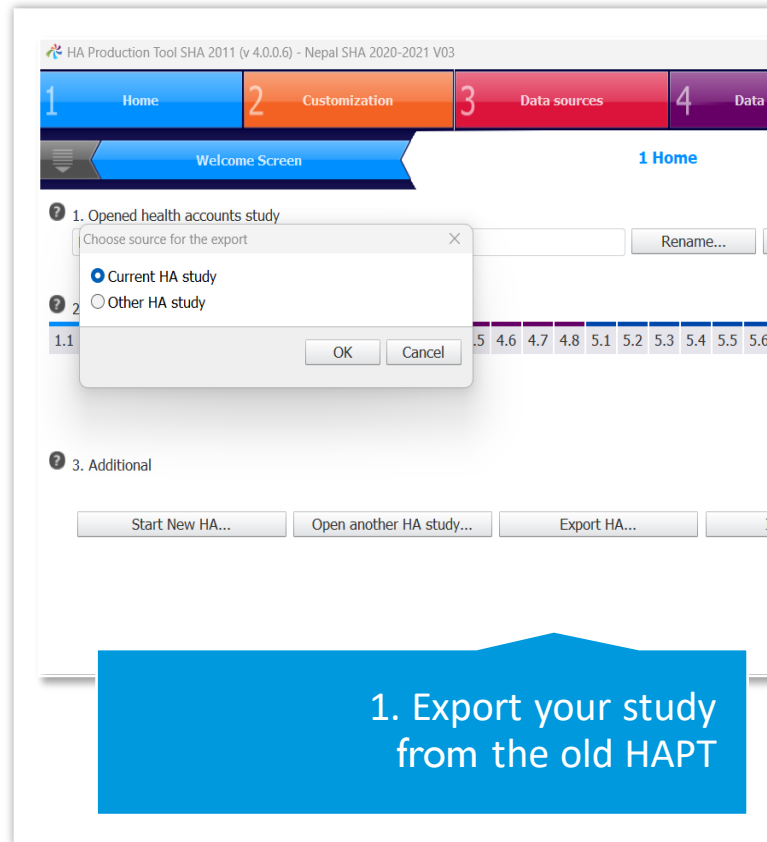 HA Production Tool SHA 2011 (v 4.0.0.6) - Nepal SHA 2020-2021 V03
1 Home 2 Customization 3 Data sources 4 Data
Welcome Screen 1 Home
? 1. Opened health accounts study
Choose source for the export
Rename...
Current HA study
? 2
Other HA study
1.1 .5 4.6 4.7 4.8 5.1 5.2 5.3 5.4 5.5 5.6
OK Cancel
? 3. Additional
Start New HA... Open another HA study... Export HA...
1. Export your study
from the old HAPT